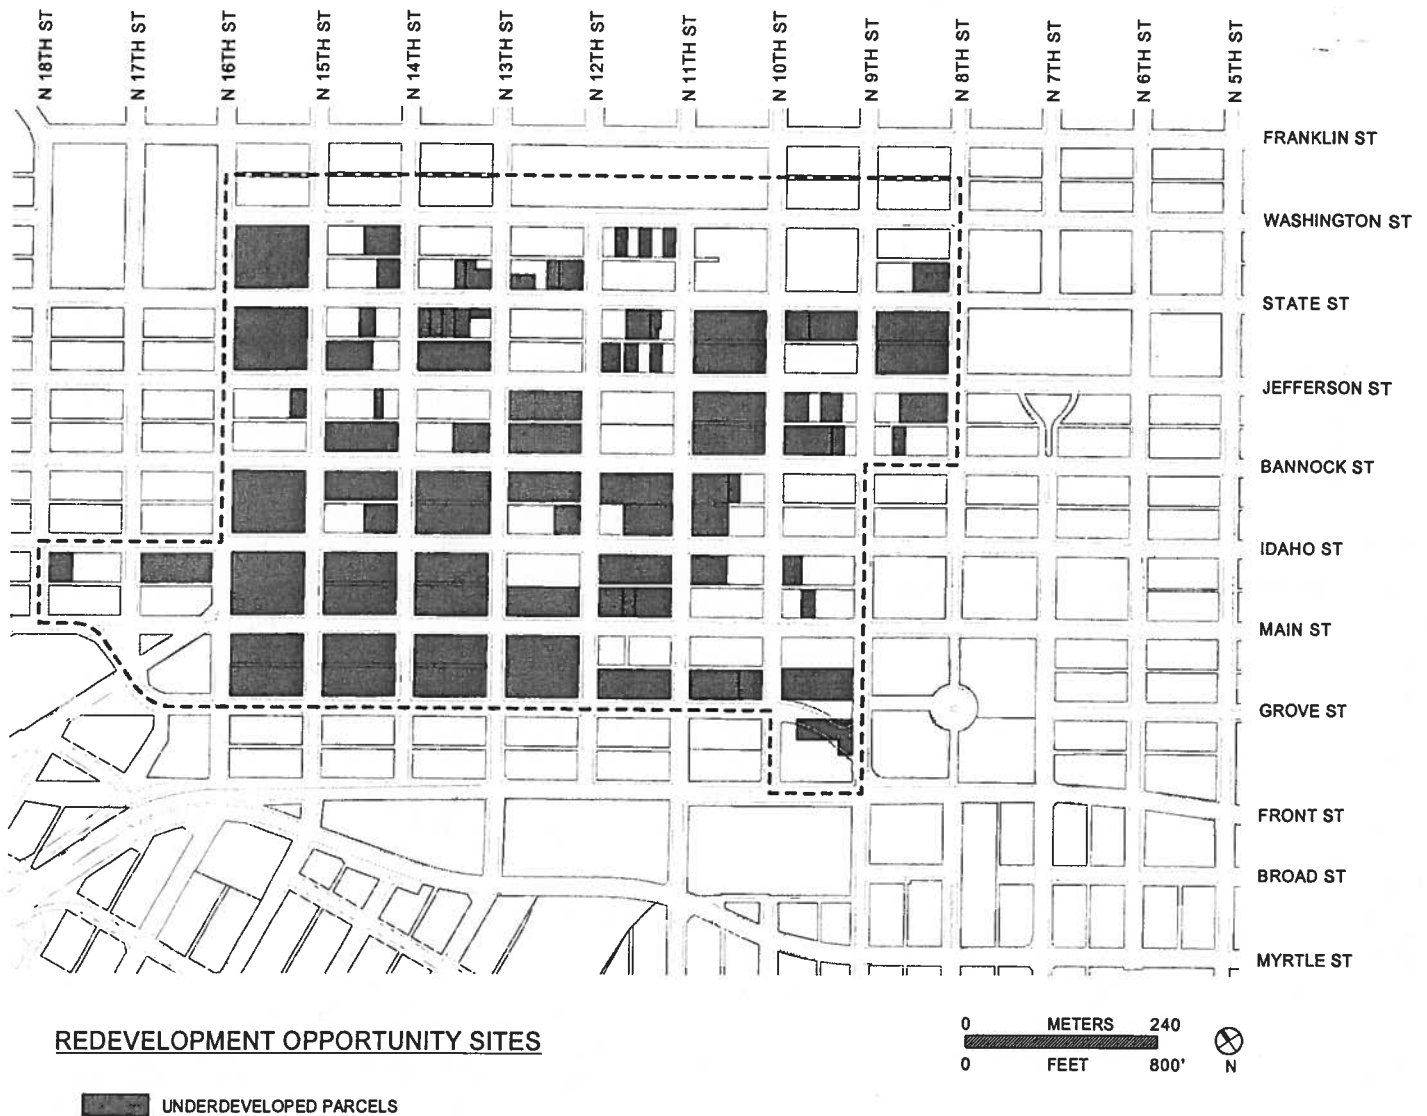 N 18TH ST
N 17TH ST
N 16TH ST
N 15TH ST
N 14TH ST
N 13TH ST
N 12TH ST
N 11TH ST
N 10TH ST
N 9TH ST
N 8TH ST
N 7TH ST
N 6TH ST
N 5TH ST
FRANKLIN ST
WASHINGTON ST
STATE ST
JEFFERSON ST
BANNOCK ST
IDAHO ST
MAIN ST
GROVE ST
FRONT ST
BROAD ST
MYRTLE ST
REDEVELOPMENT OPPORTUNITY SITES
0 METERS 240
0 FEET 800'
N
UNDERDEVELOPED PARCELS